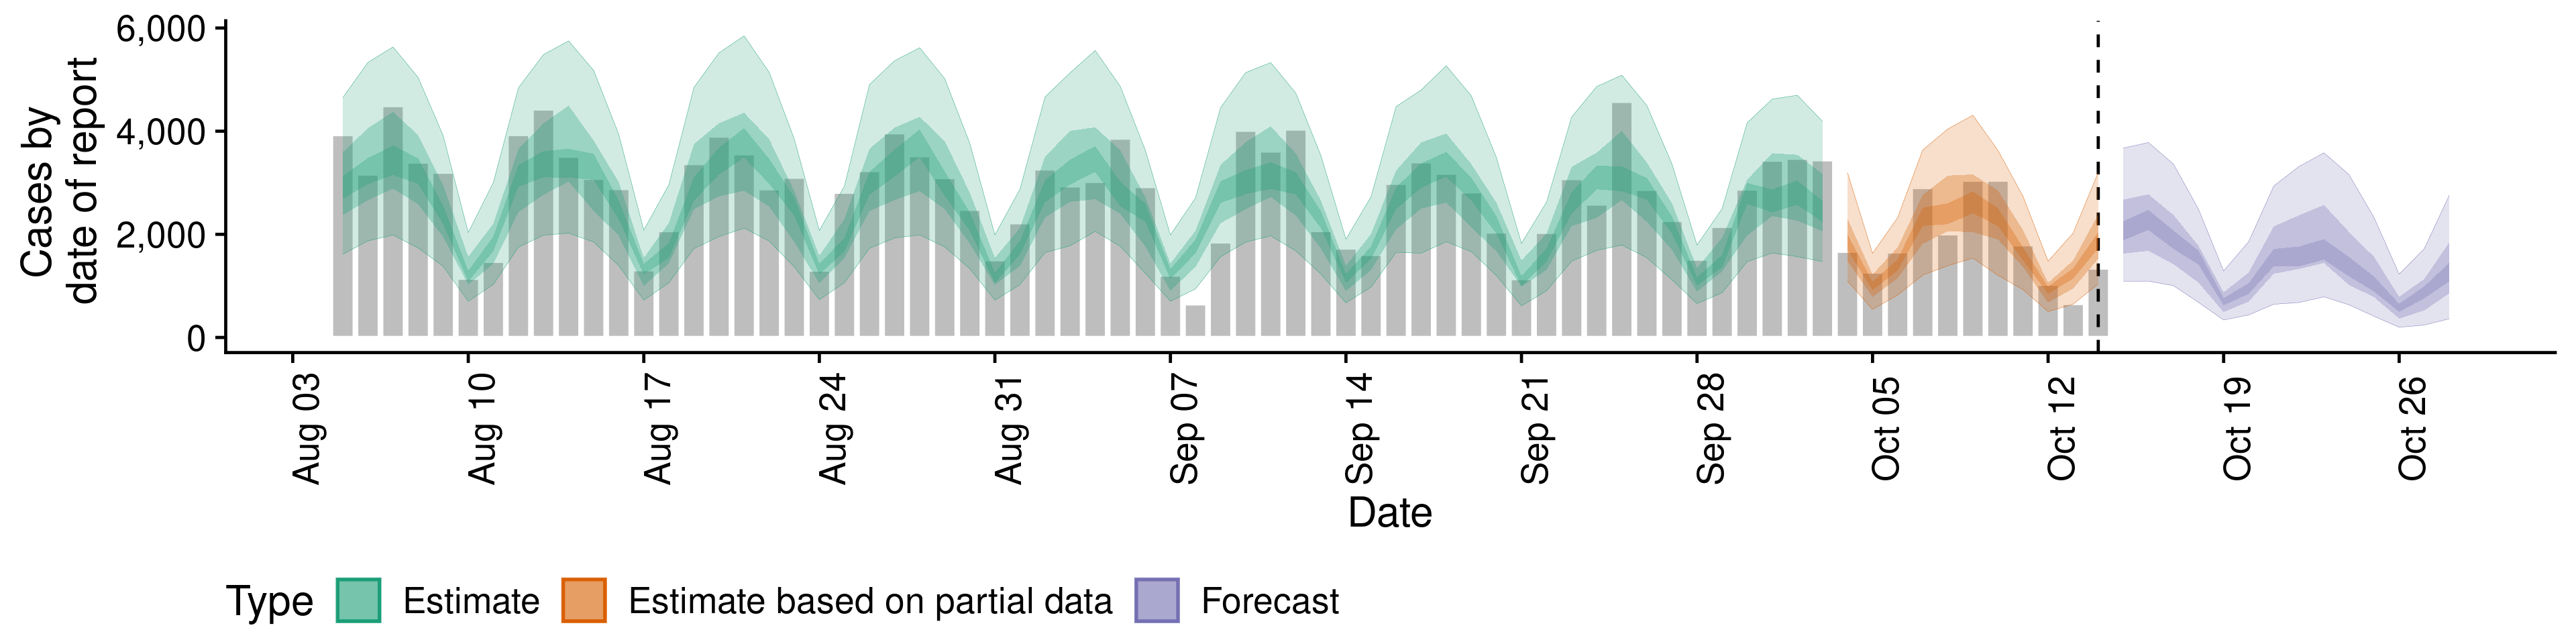 Cases by
date of report
6,000
4,000
2,000
0
Aug 03
Aug 10
Aug 17
Aug 24
Aug 31
Sep 07
Sep 14
Sep 21
Sep 28
Oct 05
Oct 12
Oct 19
Oct 26
Date
Type Estimate Estimate based on partial data Forecast